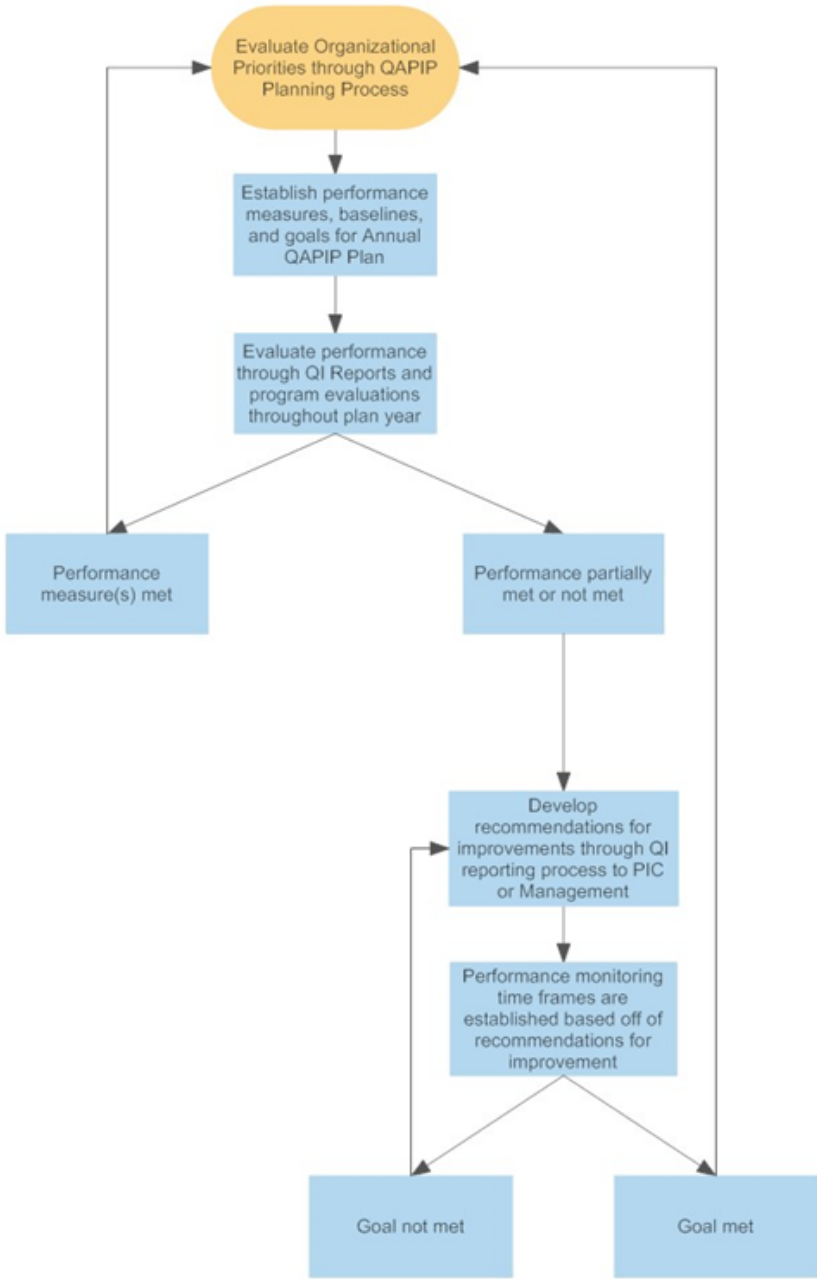 Evaluate Organizational
Priorities through QAPIP
Planning Process
Establish performance
measures, baselines,
and goals for Annual
QAPIP Plan
Evaluate performance
through QI Reports and
program evaluations
throughout plan year
Performance
measure(s) met
Performance partially
met or not met
Develop
recommendations for
improvements through QI
reporting process to PIC
or Management
Performance monitoring
time frames are
established based off of
recommendations for
improvement
Goal not met
Goal met